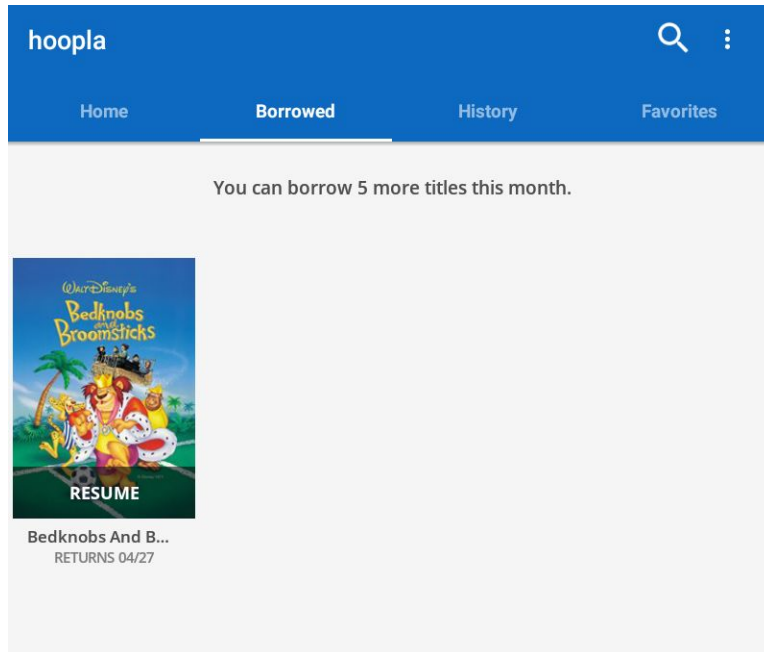 hoopla
Home Borrowed History Favorites
You can borrow 5 more titles this month.
WALT DISNEY'S
Bedknobs
and
Broomsticks
RESUME
Bedknobs And B...
RETURNS 04/27